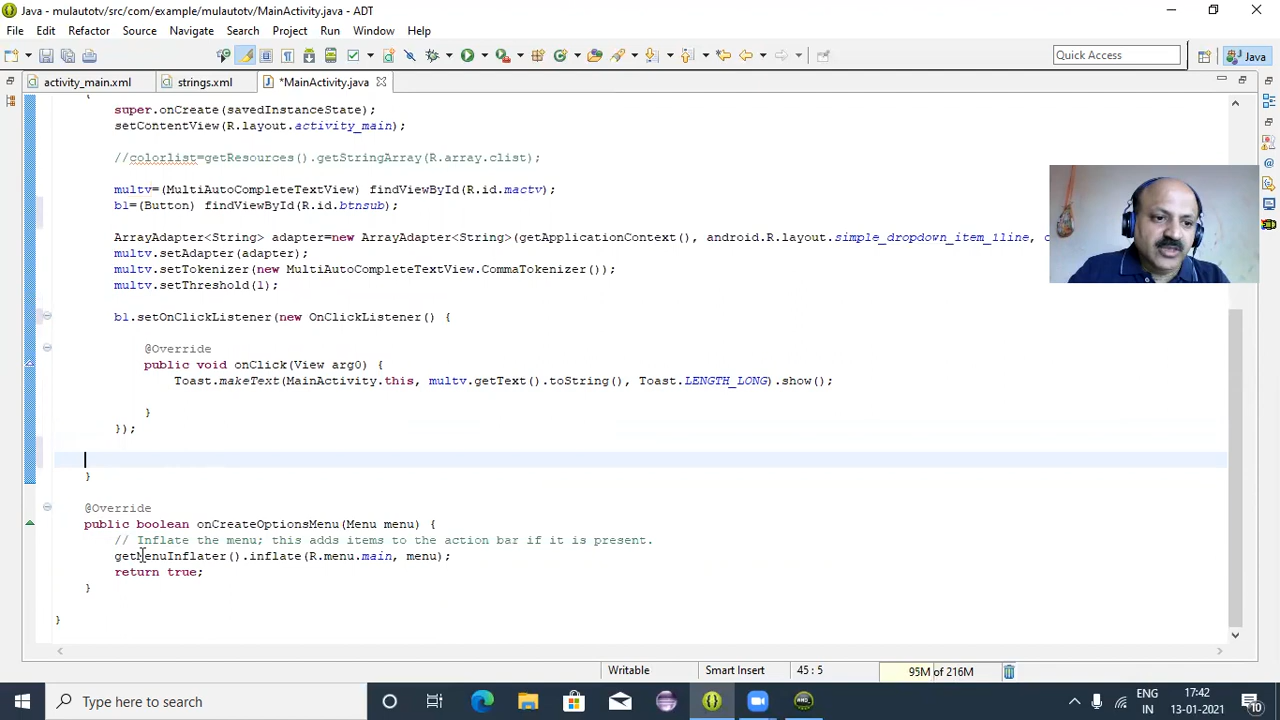 Java - mulautotv/src/com/example/mulautotv/MainActivity.java - ADT
File Edit Refactor Source Navigate Search Project Run Window Help
Quick Access
Java
activity_main.xml strings.xml *MainActivity.java
{
super.onCreate(savedInstanceState);
setContentView(R.layout.activity_main);
//colorlist=getResources().getStringArray(R.array.clist);
multv=(MultiAutoCompleteTextView) findViewById(R.id.mactv);
b1=(Button) findViewById(R.id.btnsub);
ArrayAdapter<String> adapter=new ArrayAdapter<String>(getApplicationContext(), android.R.layout.simple_dropdown_item_1line, c
multv.setAdapter(adapter);
multv.setTokenizer(new MultiAutoCompleteTextView.CommaTokenizer());
multv.setThreshold(1);
b1.setOnClickListener(new OnClickListener() {
@Override
public void onClick(View arg0) {
Toast.makeText(MainActivity.this, multv.getText().toString(), Toast.LENGTH_LONG).show();
}
});
}
@Override
public boolean onCreateOptionsMenu(Menu menu) {
// Inflate the menu; this adds items to the action bar if it is present.
getMenuInflater().inflate(R.menu.main, menu);
return true;
}
}
Writable Smart Insert 45 : 5 95M of 216M
Type here to search
ENG
IN
17:42
13-01-2021
10